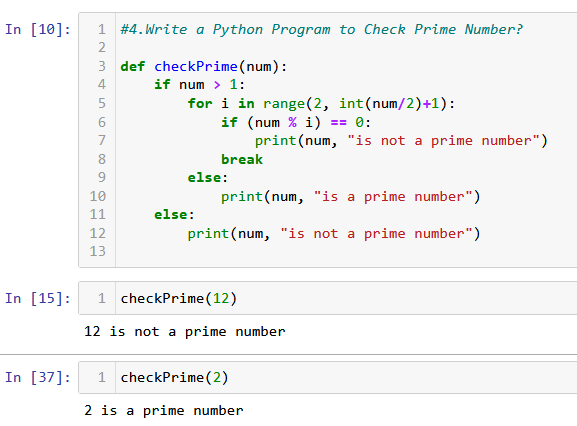 In [10]:
1 #4.Write a Python Program to Check Prime Number?
2
3 def checkPrime(num):
4     if num > 1:
5         for i in range(2, int(num/2)+1):
6             if (num % i) == 0:
7                 print(num, "is not a prime number")
8             break
9         else:
10             print(num, "is a prime number")
11     else:
12         print(num, "is not a prime number")
13
In [15]:
1 checkPrime(12)
12 is not a prime number
In [37]:
1 checkPrime(2)
2 is a prime number